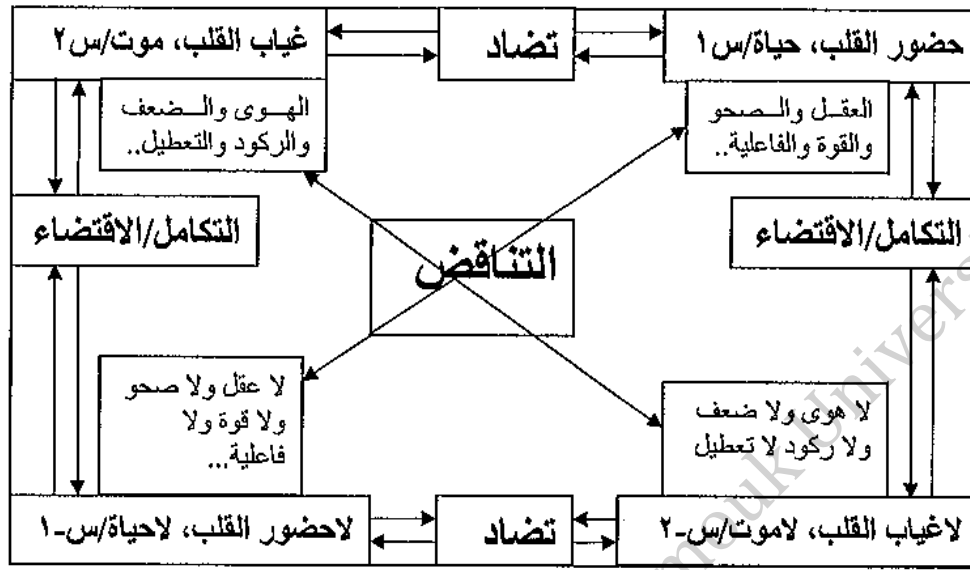 حضور القلب، حياة/س١
تضاد
غياب القلب، موت/س٢
العقل والصحو
والقوة والفاعلية..
الهوى والضعف
والركود والتعطيل..
التكامل/الاقتضاء
التناقض
التكامل/الاقتضاء
لا هوى ولا ضعف
ولا ركود لا تعطيل
لا عقل ولا صحو
ولا قوة ولا
فاعلية...
لاغياب القلب، لاموت/س-٢
تضاد
لاحضور القلب، لاحياة/س-١
mouk Univers